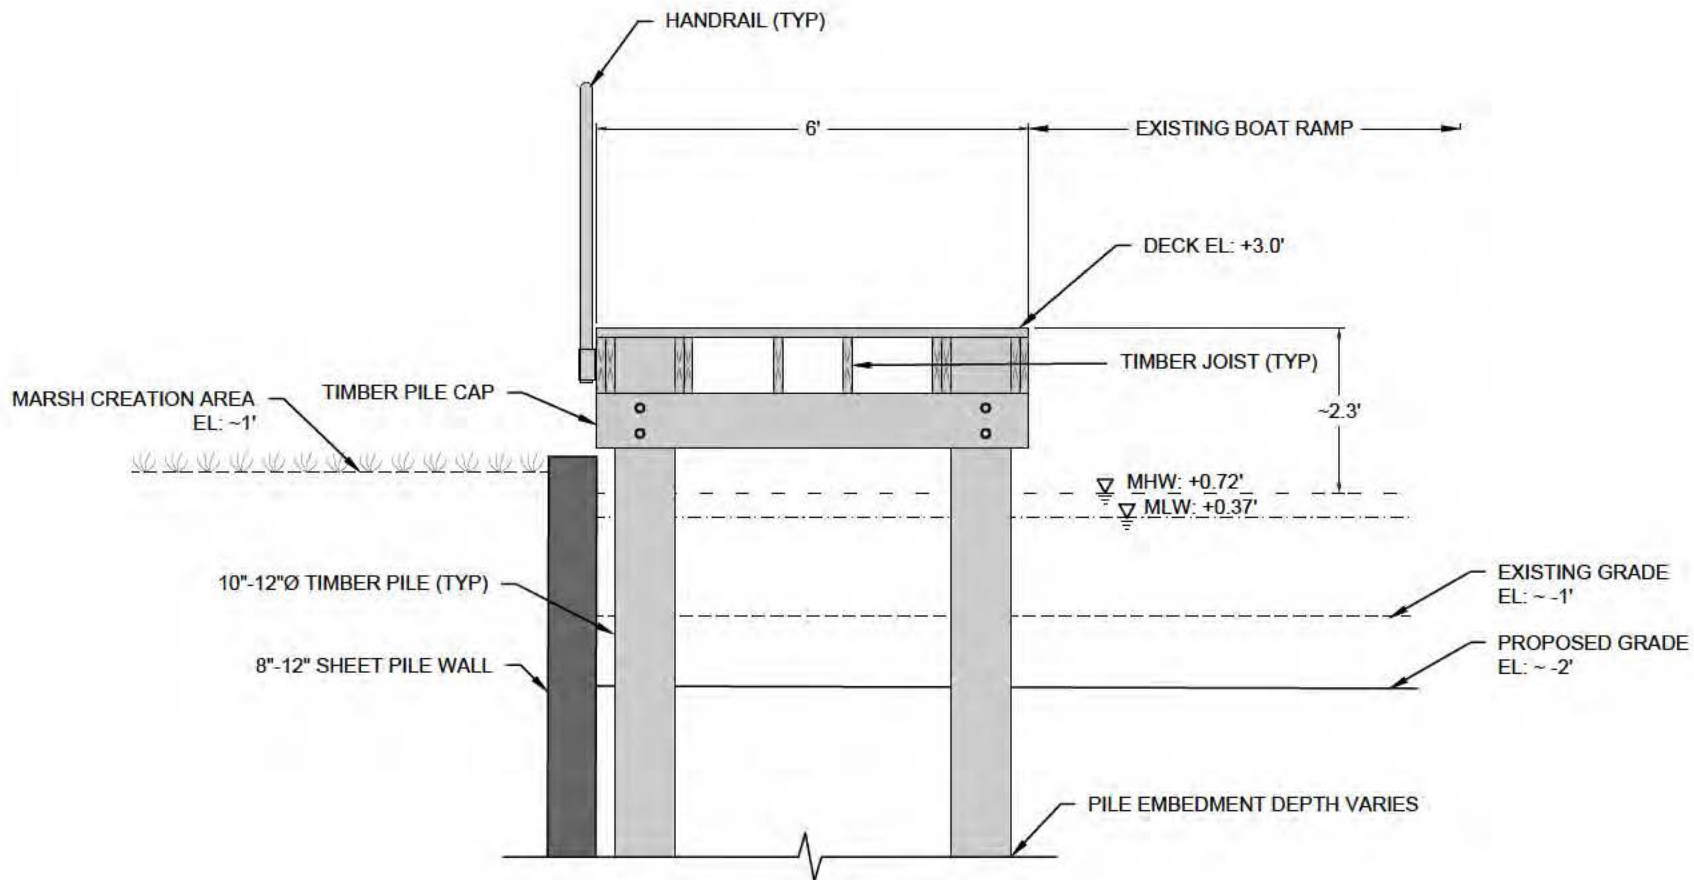 HANDRAIL (TYP)
6'
EXISTING BOAT RAMP
DECK EL: +3.0'
TIMBER JOIST (TYP)
TIMBER PILE CAP
MARSH CREATION AREA
EL: ~1'
~2.3'
MHW: +0.72'
MLW: +0.37'
10"-12"Ø TIMBER PILE (TYP)
EXISTING GRADE
EL: ~ -1'
8"-12" SHEET PILE WALL
PROPOSED GRADE
EL: ~ -2'
PILE EMBEDMENT DEPTH VARIES